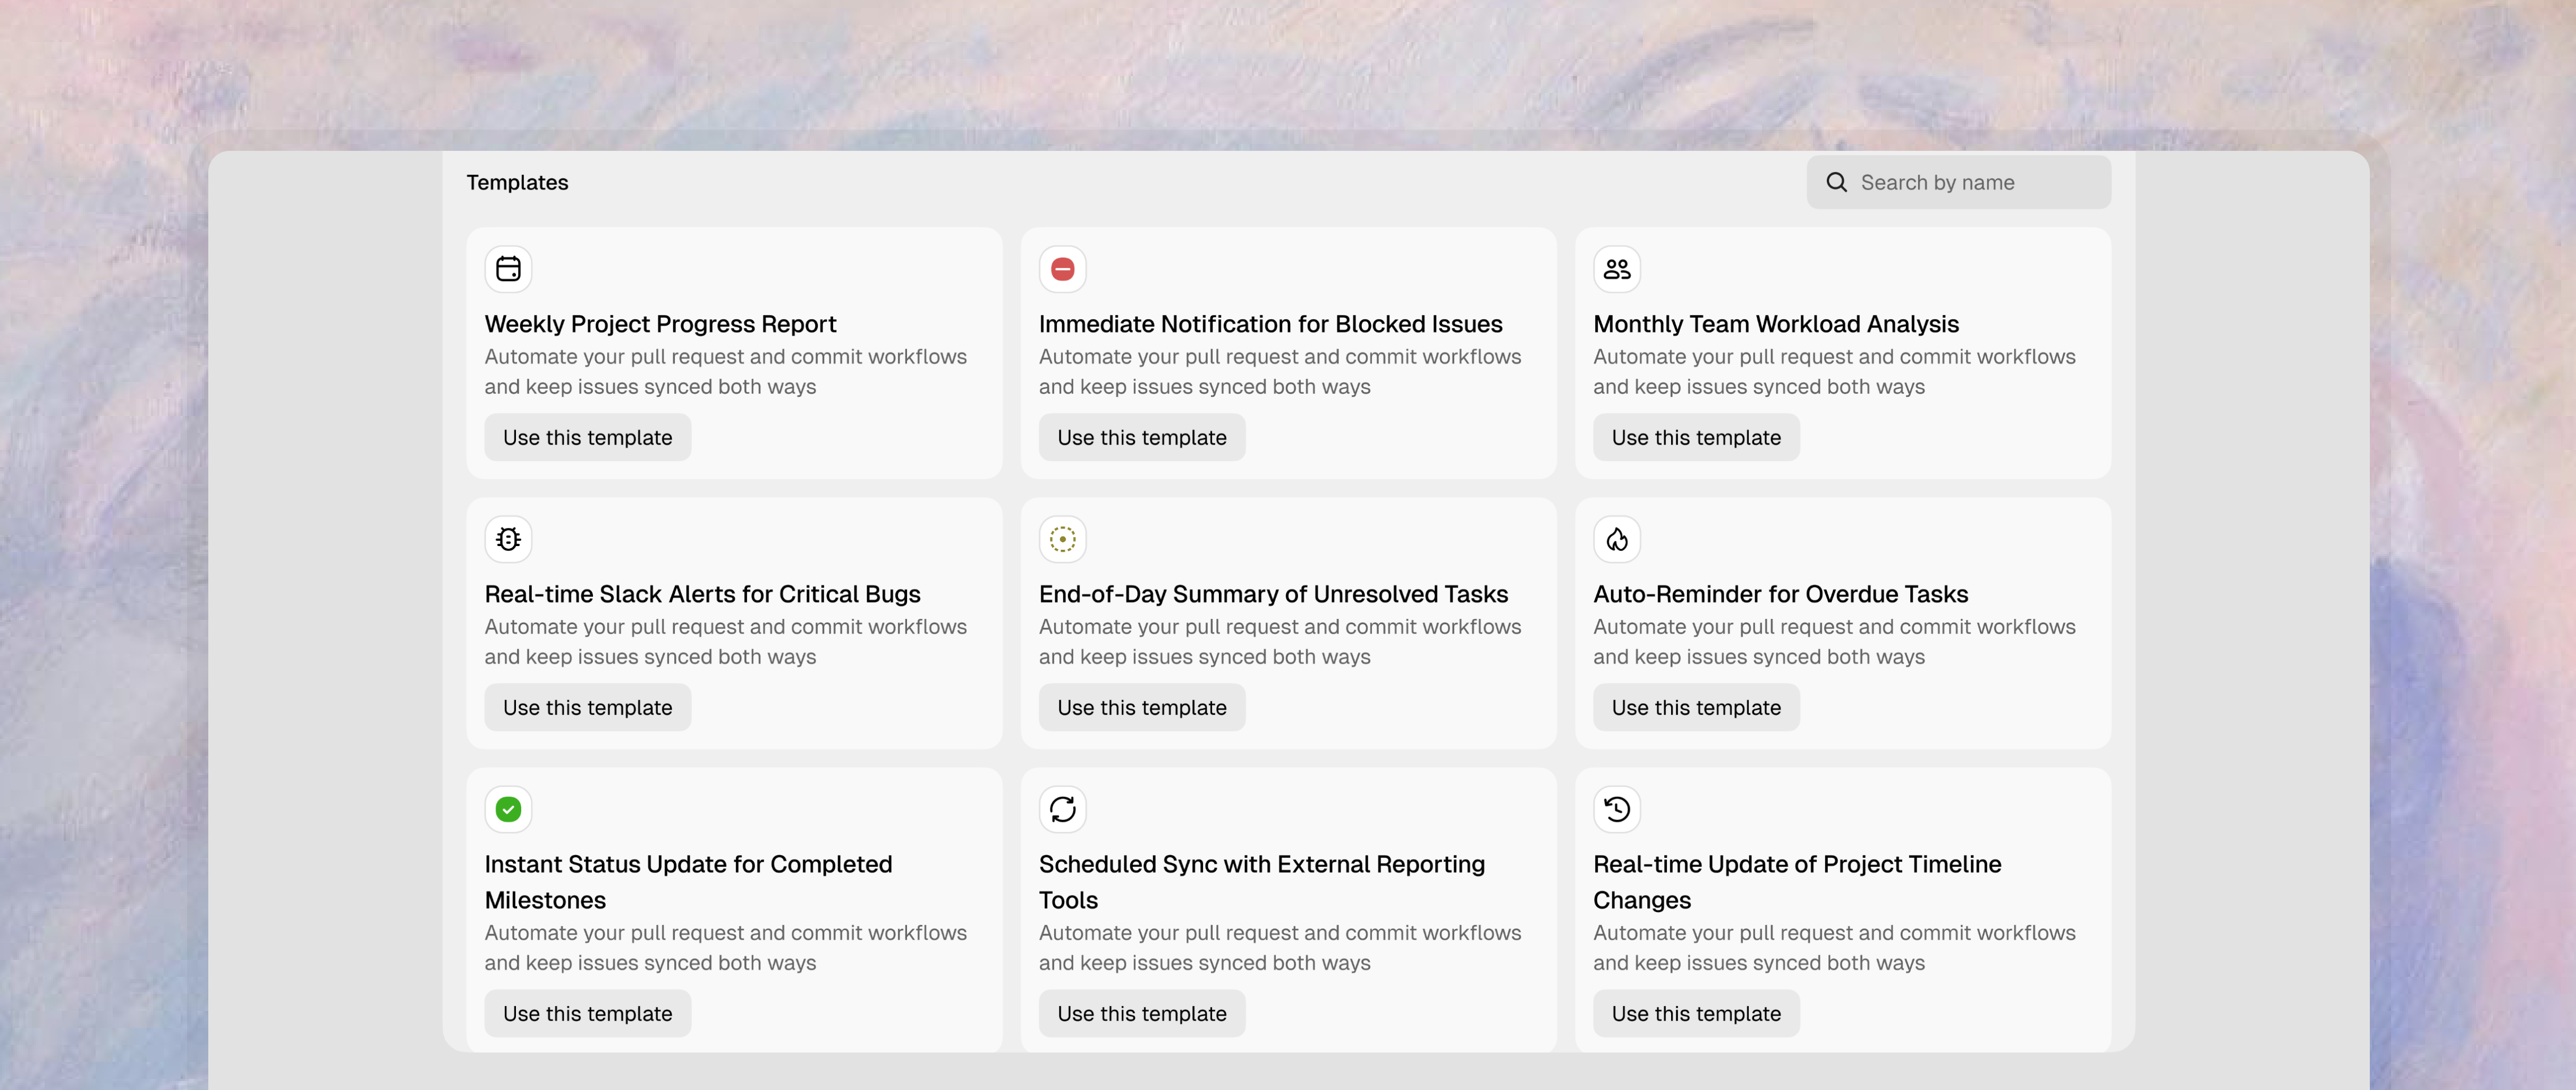 Templates
Search by name
Weekly Project Progress Report
Automate your pull request and commit workflows
and keep issues synced both ways
Use this template
Immediate Notification for Blocked Issues
Automate your pull request and commit workflows
and keep issues synced both ways
Use this template
Monthly Team Workload Analysis
Automate your pull request and commit workflows
and keep issues synced both ways
Use this template
Real-time Slack Alerts for Critical Bugs
Automate your pull request and commit workflows
and keep issues synced both ways
Use this template
End-of-Day Summary of Unresolved Tasks
Automate your pull request and commit workflows
and keep issues synced both ways
Use this template
Auto-Reminder for Overdue Tasks
Automate your pull request and commit workflows
and keep issues synced both ways
Use this template
Instant Status Update for Completed
Milestones
Automate your pull request and commit workflows
and keep issues synced both ways
Use this template
Scheduled Sync with External Reporting
Tools
Automate your pull request and commit workflows
and keep issues synced both ways
Use this template
Real-time Update of Project Timeline
Changes
Automate your pull request and commit workflows
and keep issues synced both ways
Use this template